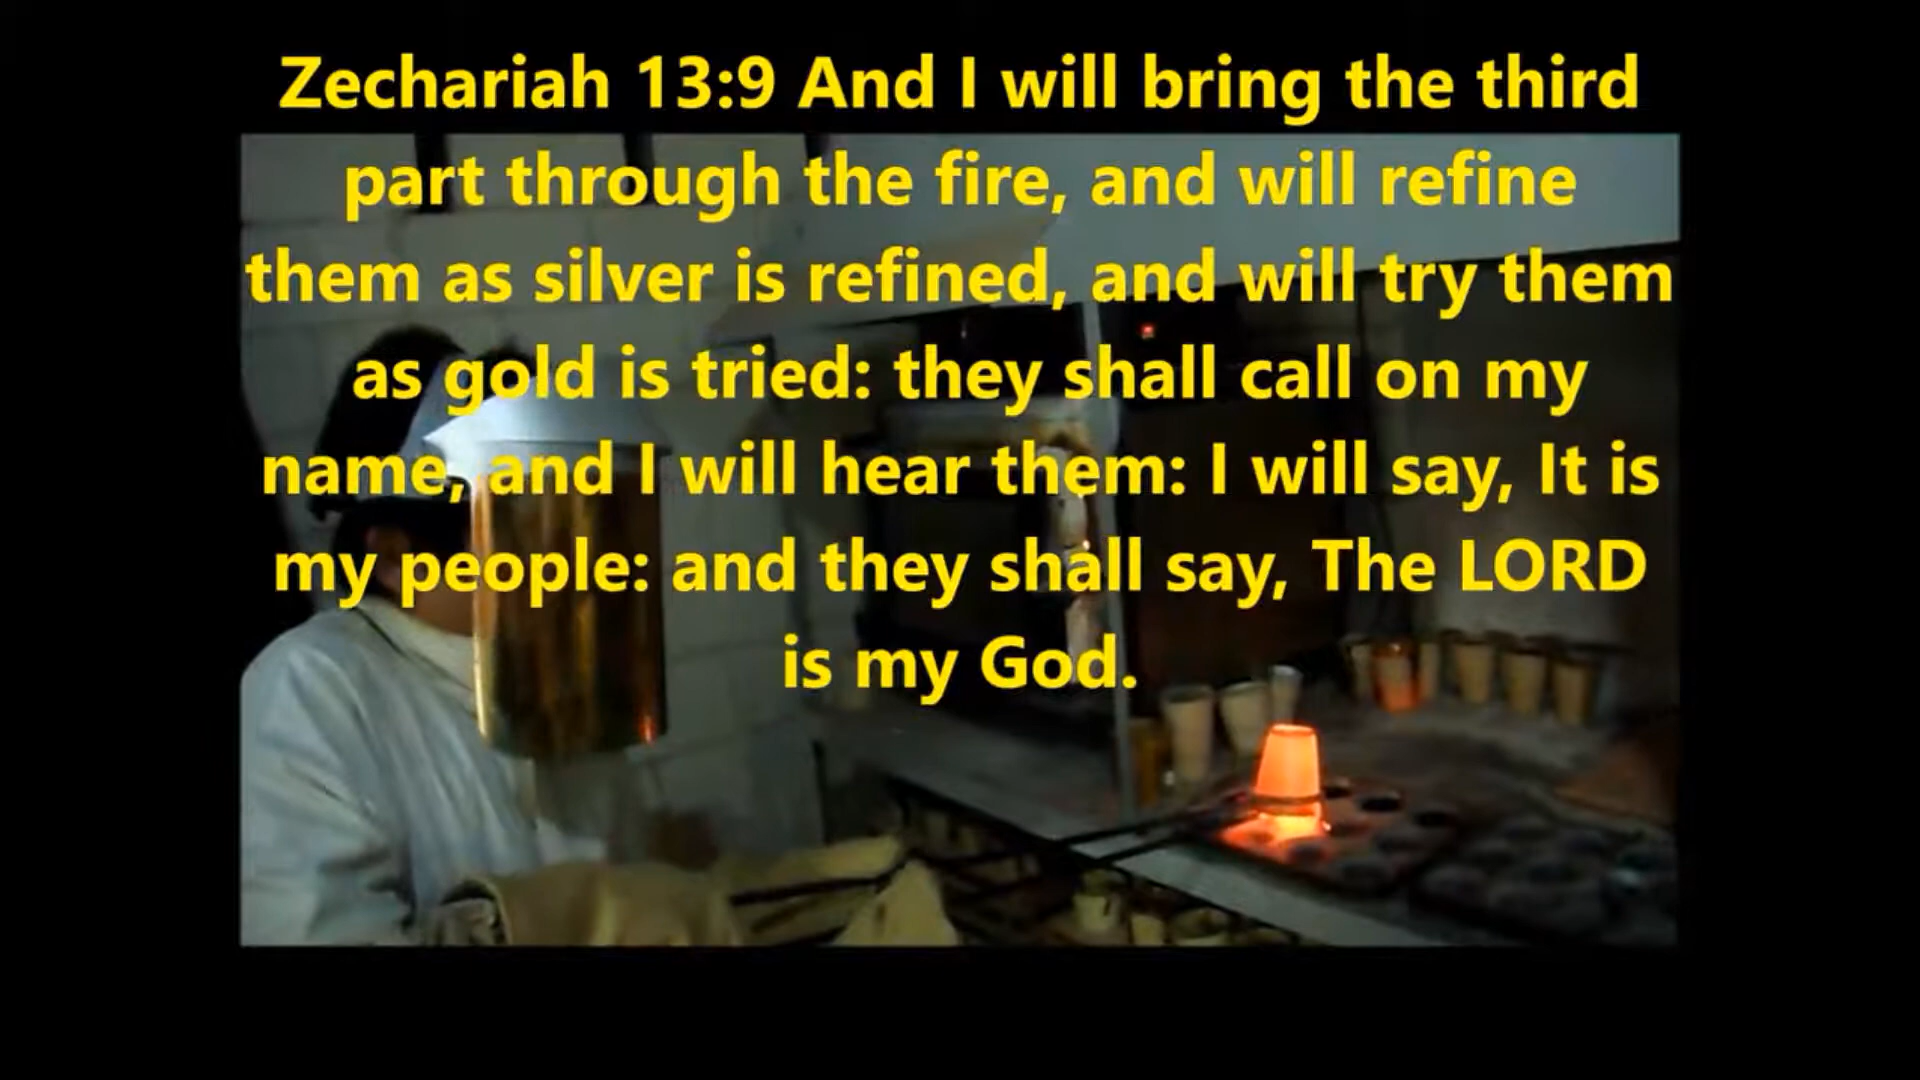 Zechariah 13:9 And I will bring the third
part through the fire, and will refine
them as silver is refined, and will try them
as gold is tried: they shall call on my
name, and I will hear them: I will say, It is
my people: and they shall say, The LORD
is my God.